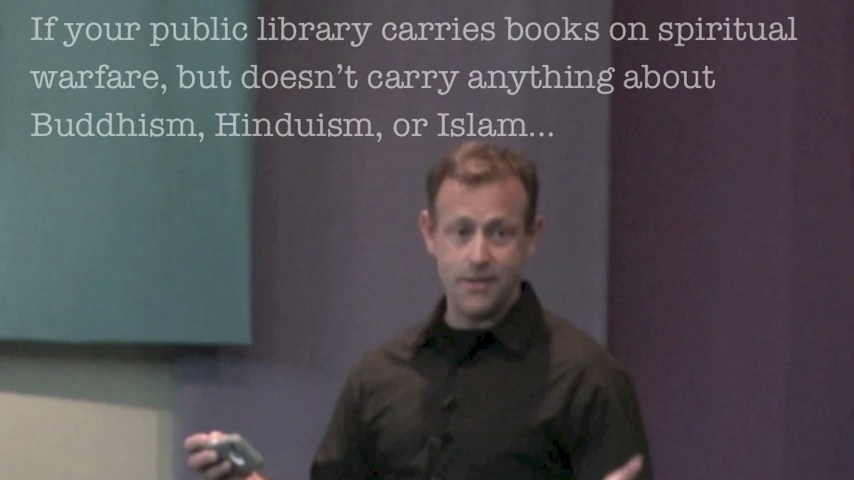 If your public library carries books on spiritual
warfare, but doesn’t carry anything about
Buddhism, Hinduism, or Islam...